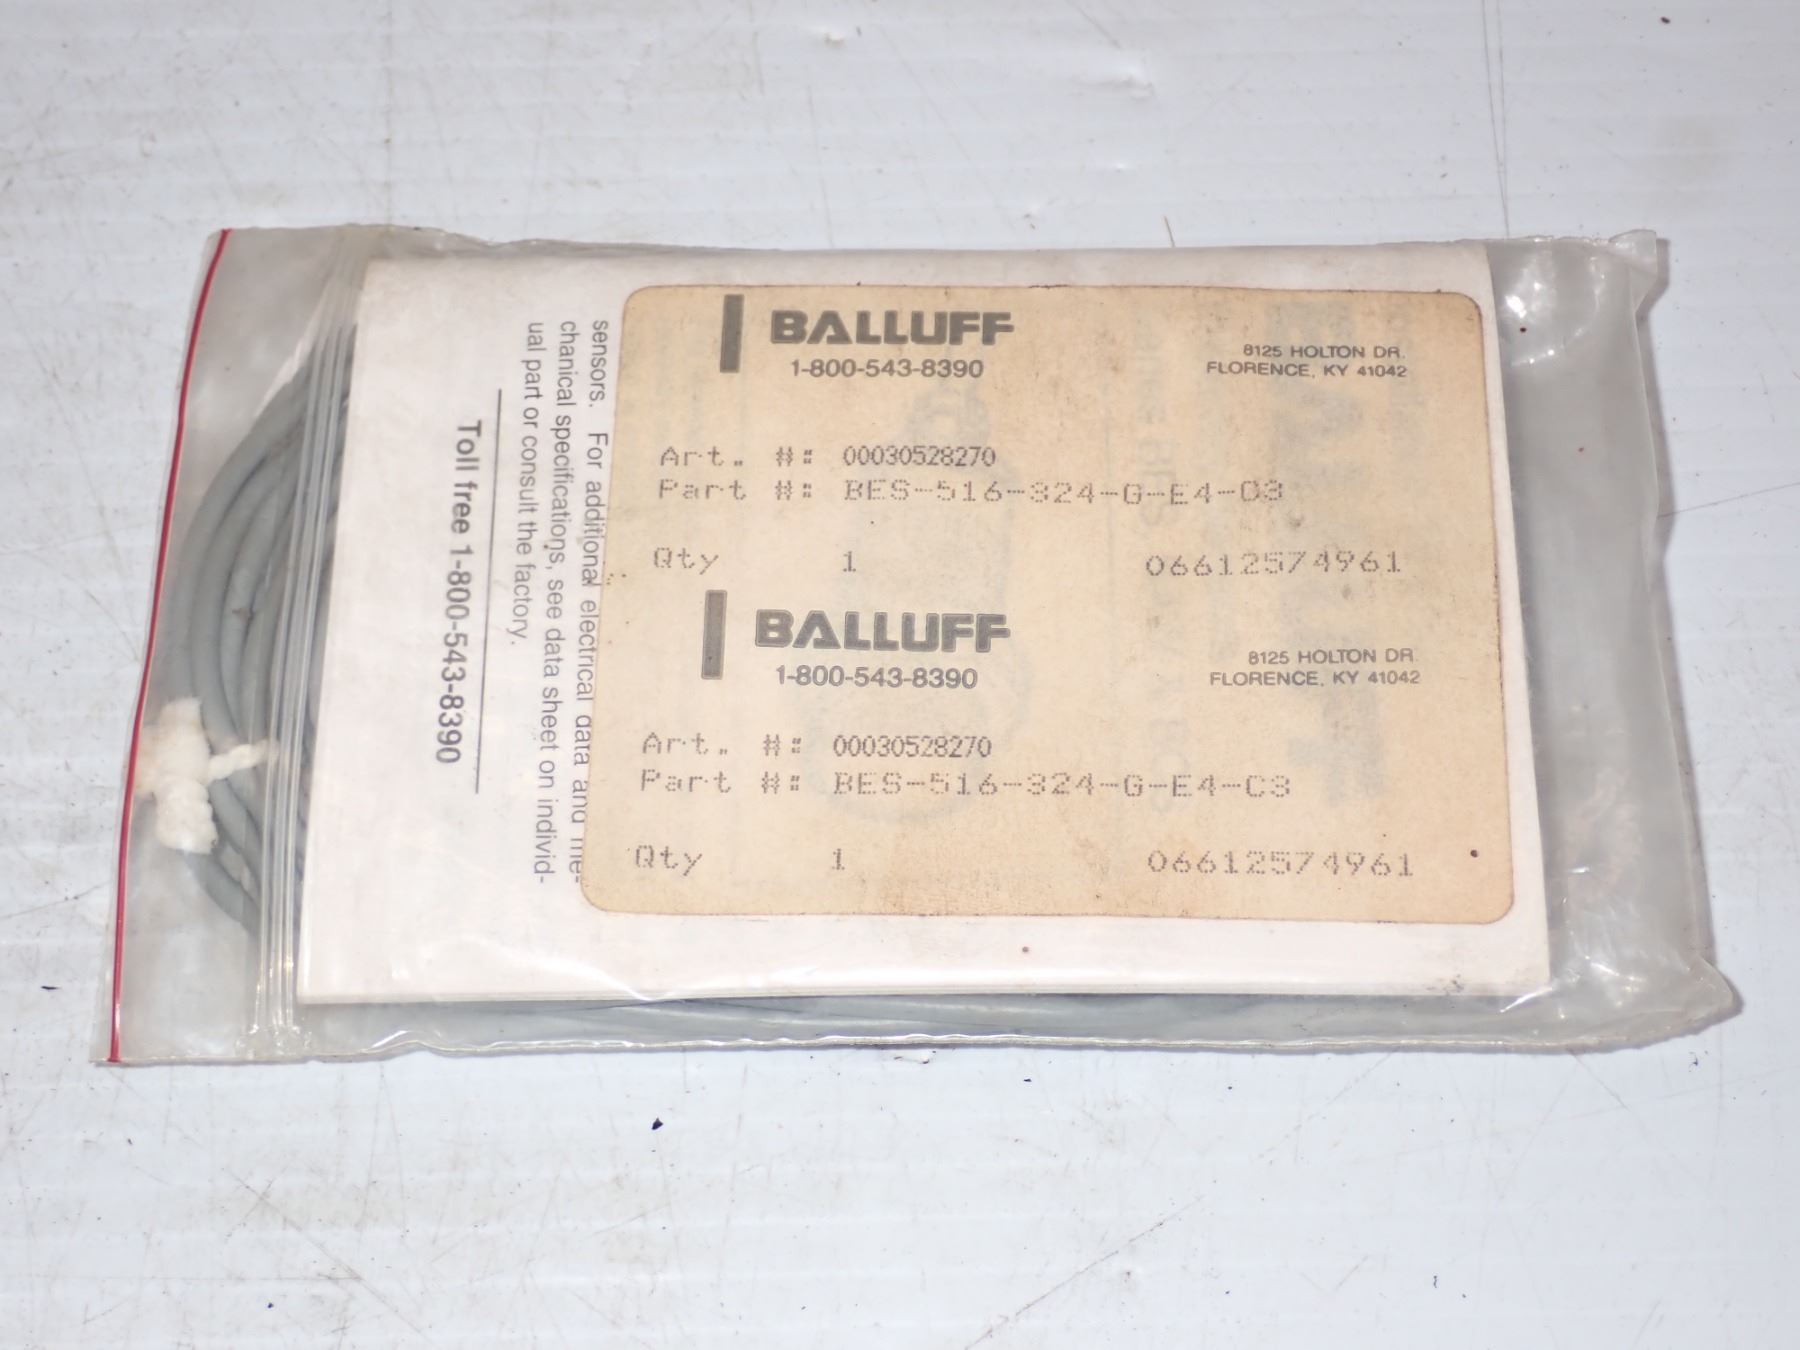 BALLUFF
1-800-543-8390
8125 HOLTON DR.
FLORENCE, KY 41042
Art. #: 00030528270
Part #: BES-516-324-G-E4-C3
Qty 1 06612574961
BALLUFF
1-800-543-8390
8125 HOLTON DR.
FLORENCE, KY 41042
Art. #: 00030528270
Part #: BES-516-324-G-E4-C3
Qty 1 06612574961
sensors. For additional electrical data and me-
chanical specifications, see data sheet on individ-
ual part or consult the factory.
Toll free 1-800-543-8390